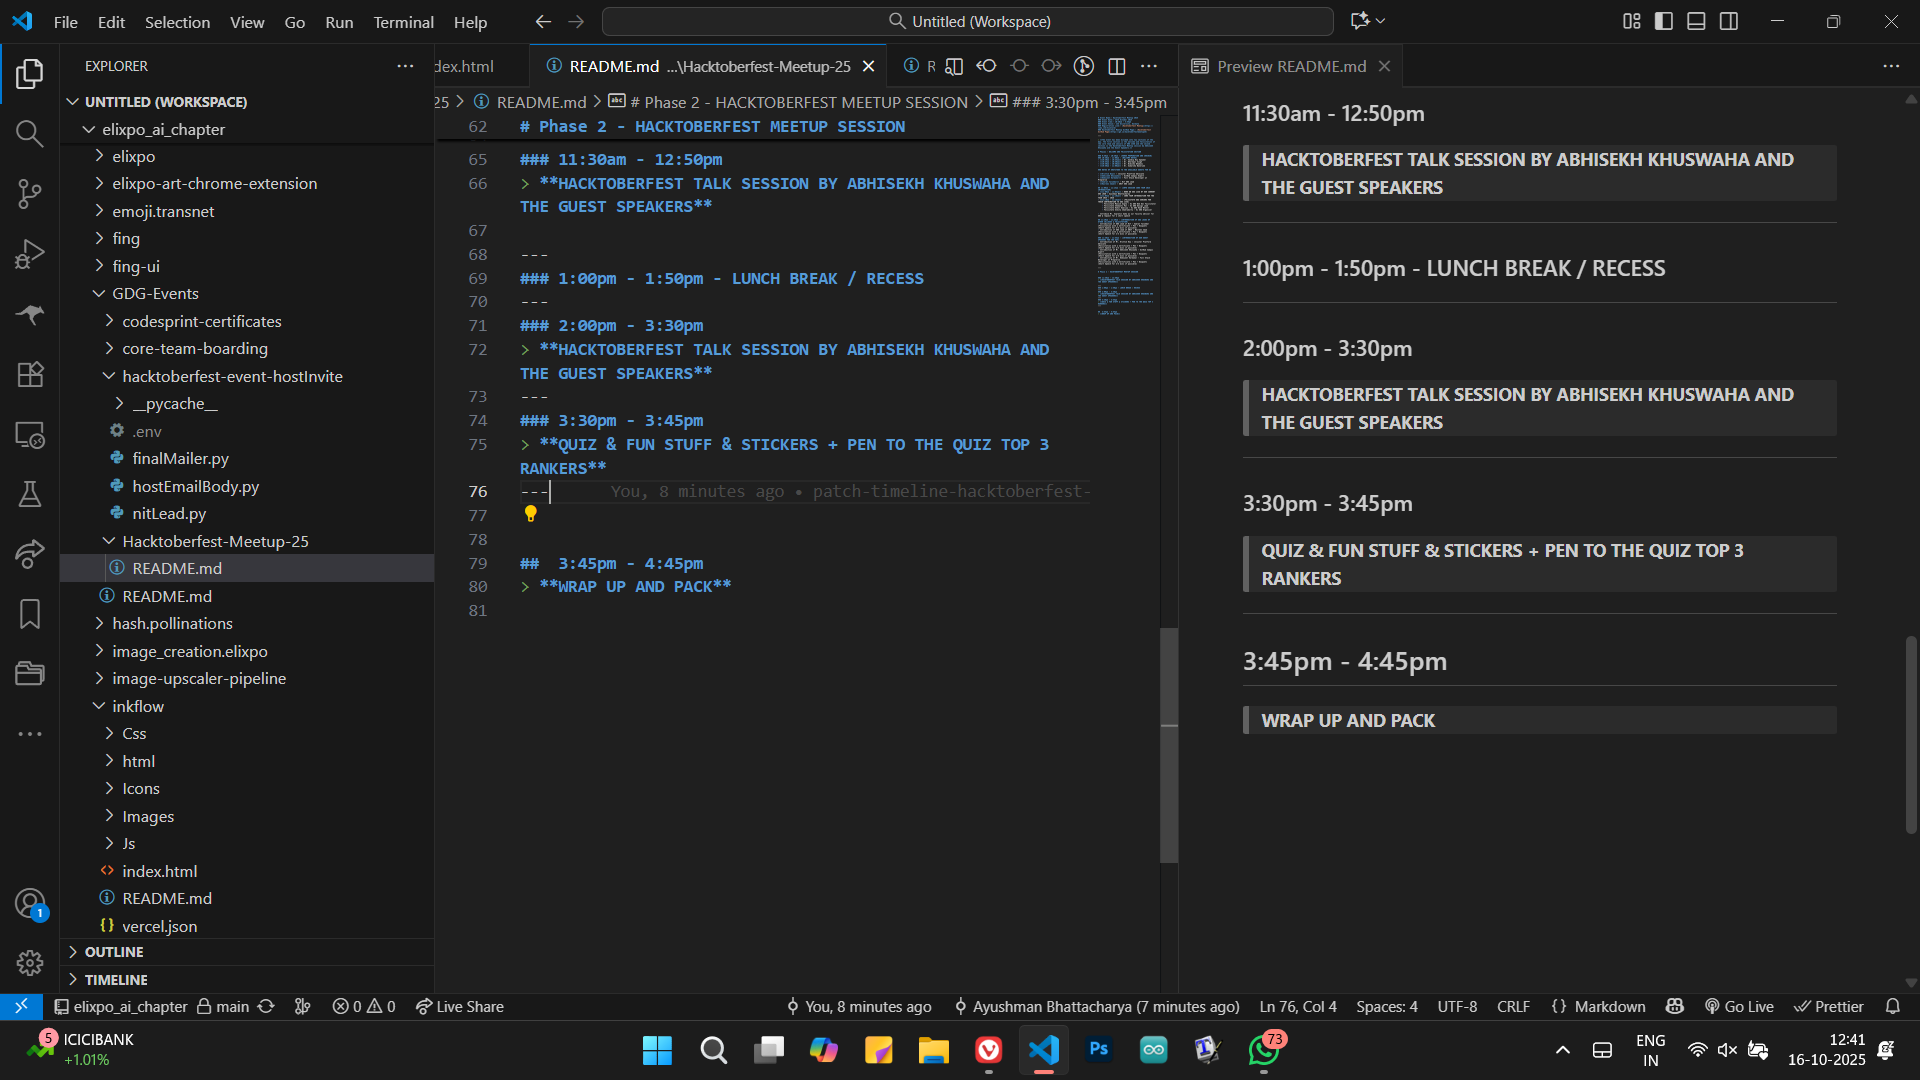 File Edit Selection View Go Run Terminal Help
Untitled (Workspace)
EXPLORER
UNTITLED (WORKSPACE)
elixpo_ai_chapter
elixpo
elixpo-art-chrome-extension
emoji.transnet
fing
fing-ui
GDG-Events
codesprint-certificates
core-team-boarding
hacktoberfest-event-hostInvite
__pycache__
.env
finalMailer.py
hostEmailBody.py
nitLead.py
Hacktoberfest-Meetup-25
README.md
README.md
hash.pollinations
image_creation.elixpo
image-upscaler-pipeline
inkflow
Css
html
Icons
Images
Js
index.html
README.md
vercel.json
OUTLINE
TIMELINE
1
dex.html
README.md ...\Hacktoberfest-Meetup-25
R
25 > README.md > # Phase 2 - HACKTOBERFEST MEETUP SESSION > ### 3:30pm - 3:45pm
62 # Phase 2 - HACKTOBERFEST MEETUP SESSION
65 ### 11:30am - 12:50pm
66 > **HACKTOBERFEST TALK SESSION BY ABHISEKH KHUSWAHA AND
THE GUEST SPEAKERS**
67
68 ---
69 ### 1:00pm - 1:50pm - LUNCH BREAK / RECESS
70 ---
71 ### 2:00pm - 3:30pm
72 > **HACKTOBERFEST TALK SESSION BY ABHISEKH KHUSWAHA AND
THE GUEST SPEAKERS**
73 ---
74 ### 3:30pm - 3:45pm
75 > **QUIZ & FUN STUFF & STICKERS + PEN TO THE QUIZ TOP 3
RANKERS**
76 --- You, 8 minutes ago • patch-timeline-hacktoberfest-
77
78
79 ##  3:45pm - 4:45pm
80 > **WRAP UP AND PACK**
81
Preview README.md
11:30am - 12:50pm
HACKTOBERFEST TALK SESSION BY ABHISEKH KHUSWAHA AND
THE GUEST SPEAKERS
1:00pm - 1:50pm - LUNCH BREAK / RECESS
2:00pm - 3:30pm
HACKTOBERFEST TALK SESSION BY ABHISEKH KHUSWAHA AND
THE GUEST SPEAKERS
3:30pm - 3:45pm
QUIZ & FUN STUFF & STICKERS + PEN TO THE QUIZ TOP 3
RANKERS
3:45pm - 4:45pm
WRAP UP AND PACK
elixpo_ai_chapter main 0 0 Live Share You, 8 minutes ago Ayushman Bhattacharya (7 minutes ago) Ln 76, Col 4 Spaces: 4 UTF-8 CRLF {} Markdown Go Live Prettier
5
ICICIBANK
+1.01%
Ps
73
ENG
IN
12:41
16-10-2025